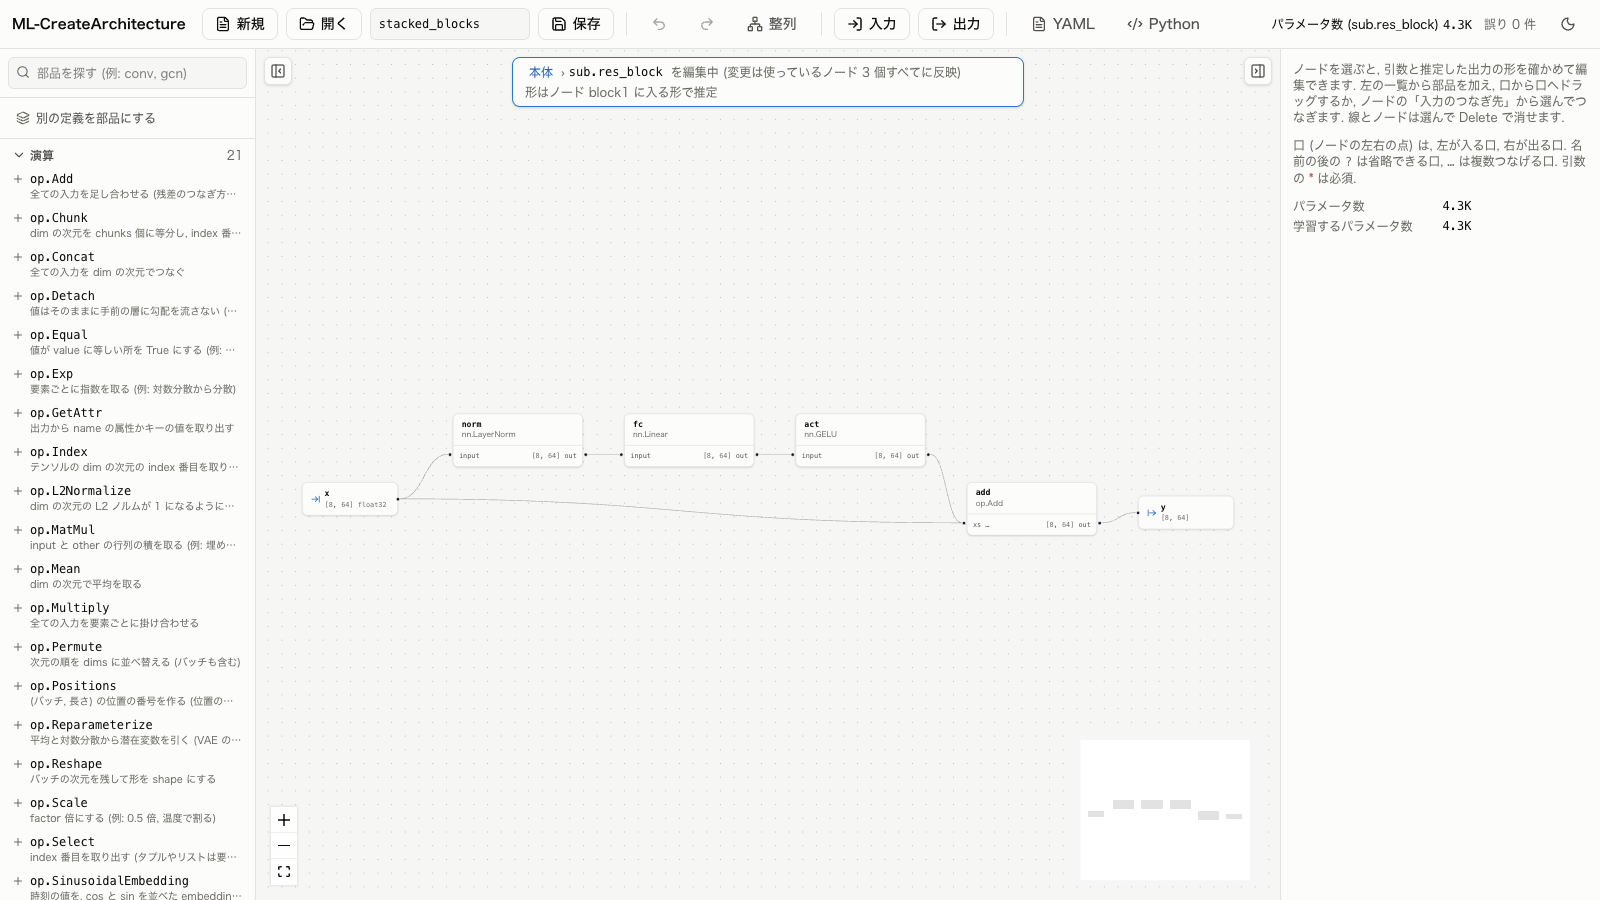 ML-CreateArchitecture
新規
開く
stacked_blocks
保存
整列
入力
出力
YAML
Python
パラメータ数 (sub.res_block) 4.3K
誤り 0 件
部品を探す (例: conv, gcn)
別の定義を部品にする
演算 21
op.Add
全ての入力を足し合わせる (残差のつなぎ方…
op.Chunk
dim の次元を chunks 個に等分し, index 番…
op.Concat
全ての入力を dim の次元でつなぐ
op.Detach
値はそのままに手前の層に勾配を流さない (…
op.Equal
値が value に等しい所を True にする (例: …
op.Exp
要素ごとに指数を取る (例: 対数分散から分散)
op.GetAttr
出力から name の属性かキーの値を取り出す
op.Index
テンソルの dim の次元の index 番目を取り…
op.L2Normalize
dim の次元の L2 ノルムが 1 になるように…
op.MatMul
input と other の行列の積を取る (例: 埋め…
op.Mean
dim の次元で平均を取る
op.Multiply
全ての入力を要素ごとに掛け合わせる
op.Permute
次元の順を dims に並べ替える (バッチも含む)
op.Positions
(バッチ, 長さ) の位置の番号を作る (位置の…
op.Reparameterize
平均と対数分散から潜在変数を引く (VAE の…
op.Reshape
バッチの次元を残して形を shape にする
op.Scale
factor 倍にする (例: 0.5 倍, 温度で割る)
op.Select
index 番目を取り出す (タプルやリストは要…
op.SinusoidalEmbedding
時刻の値を, cos と sin を並べた embeddin…
本体 › sub.res_block を編集中 (変更は使っているノード 3 個すべてに反映)
形はノード block1 に入る形で推定
x
[8, 64] float32
norm
nn.LayerNorm
input [8, 64] out
fc
nn.Linear
input [8, 64] out
act
nn.GELU
input [8, 64] out
add
op.Add
xs … [8, 64] out
y
[8, 64]
ノードを選ぶと, 引数と推定した出力の形を確かめて編
集できます. 左の一覧から部品を加え, 口から口へドラ
ッグするか, ノードの「入力のつなぎ先」から選んでつ
なぎます. 線とノードは選んで Delete で消せます.
口 (ノードの左右の点) は, 左が入る口, 右が出る口. 名
前の後の ? は省略できる口, … は複数つなげる口. 引数
の * は必須.
パラメータ数 4.3K
学習するパラメータ数 4.3K